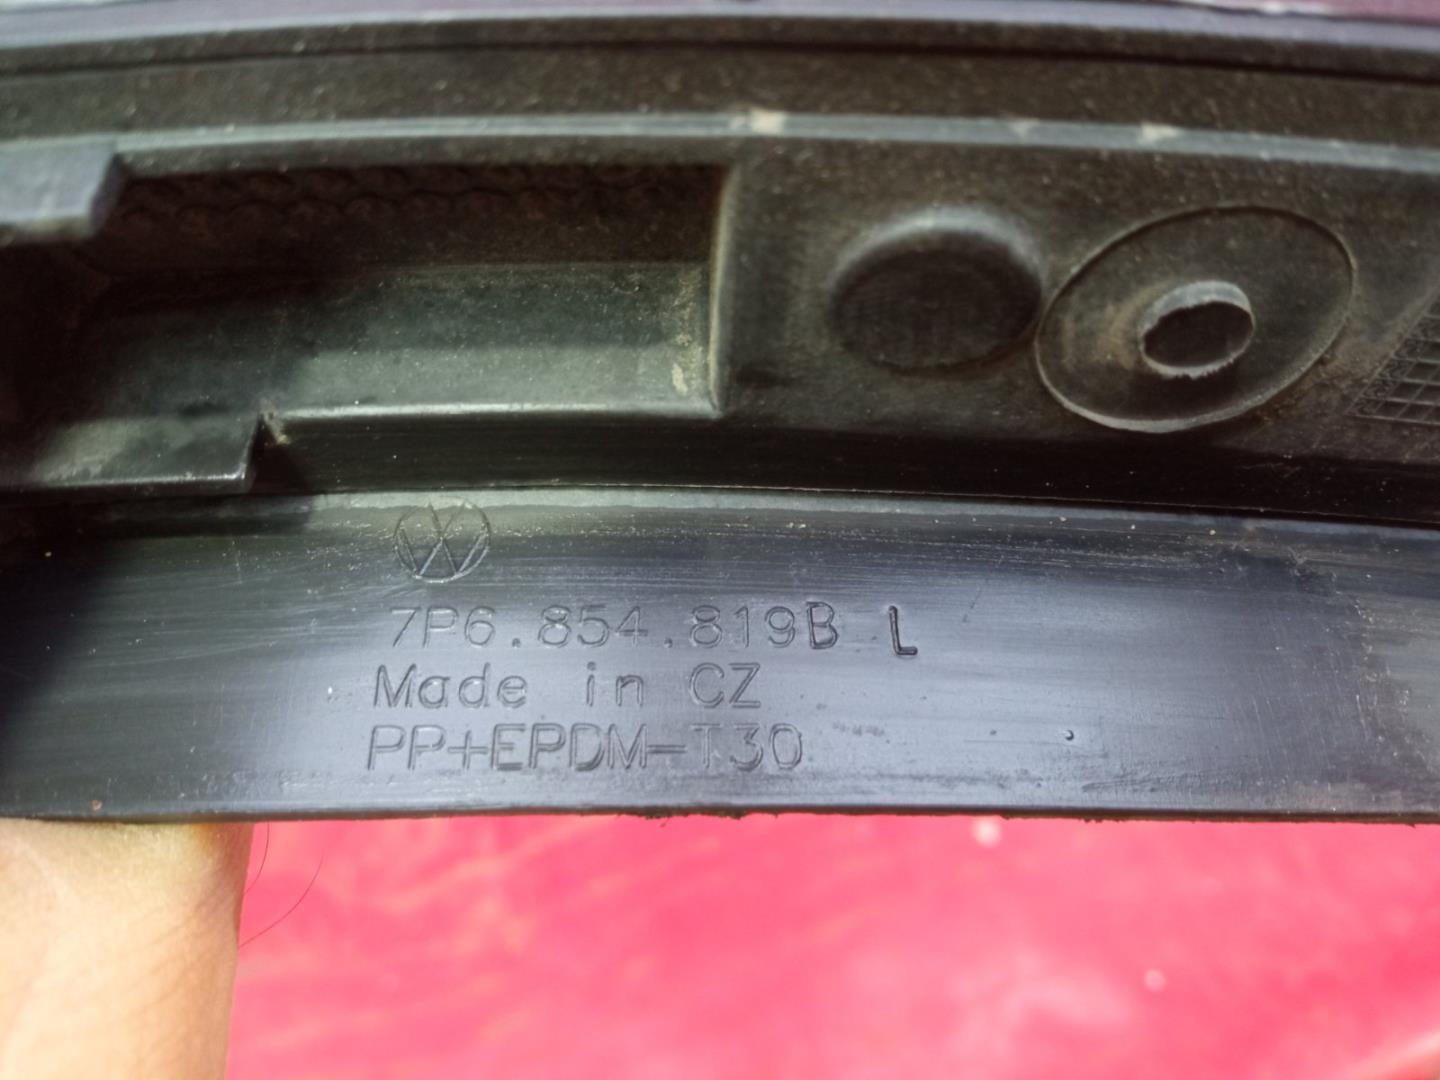 7P6.854.819B L
Made in CZ
PP+EPDM-T30